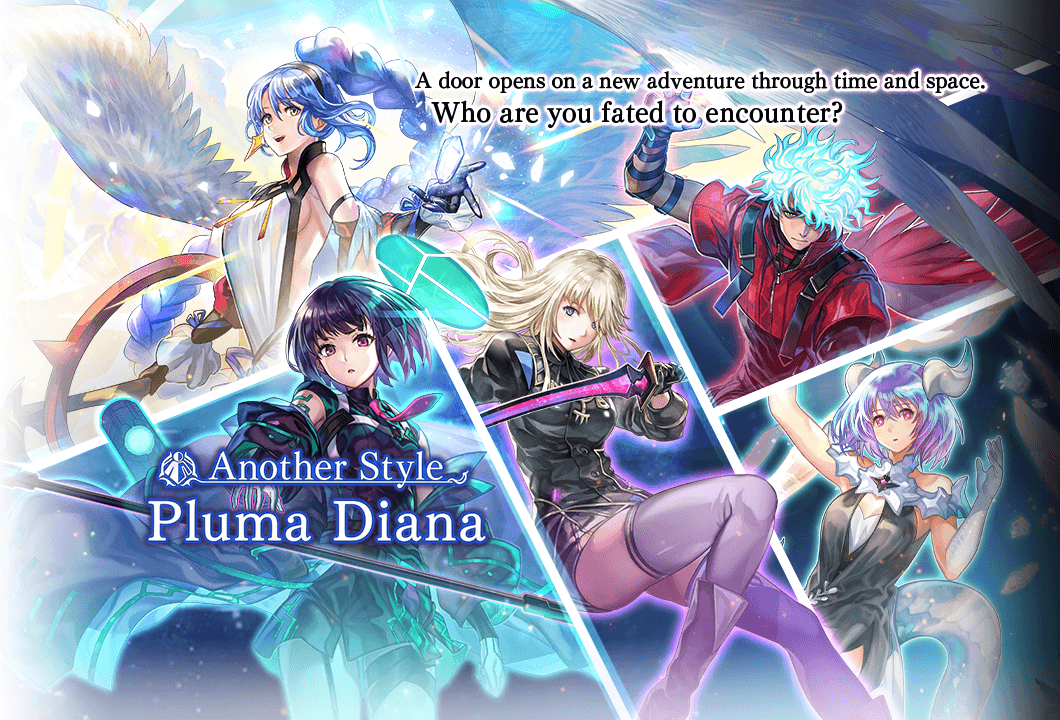 A door opens on a new adventure through time and space.
Who are you fated to encounter?
Another Style
Pluma Diana